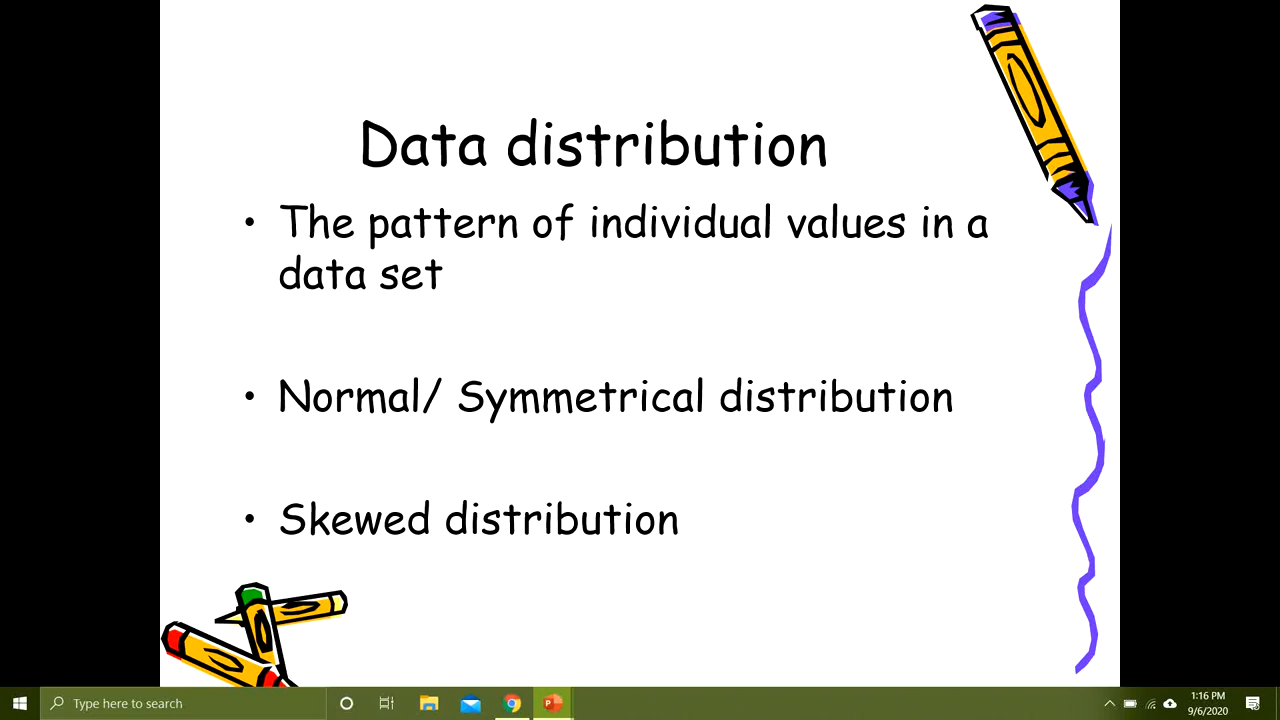 Data distribution
• The pattern of individual values in a
data set
• Normal/ Symmetrical distribution
• Skewed distribution
Type here to search
1:16 PM
9/6/2020